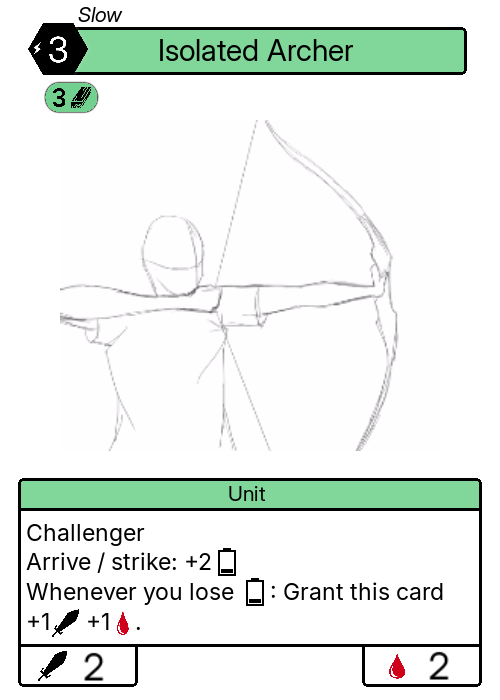 Slow
3 Isolated Archer
3
Unit
Challenger
Arrive / strike: +2
Whenever you lose : Grant this card
+1 +1 .
2 2